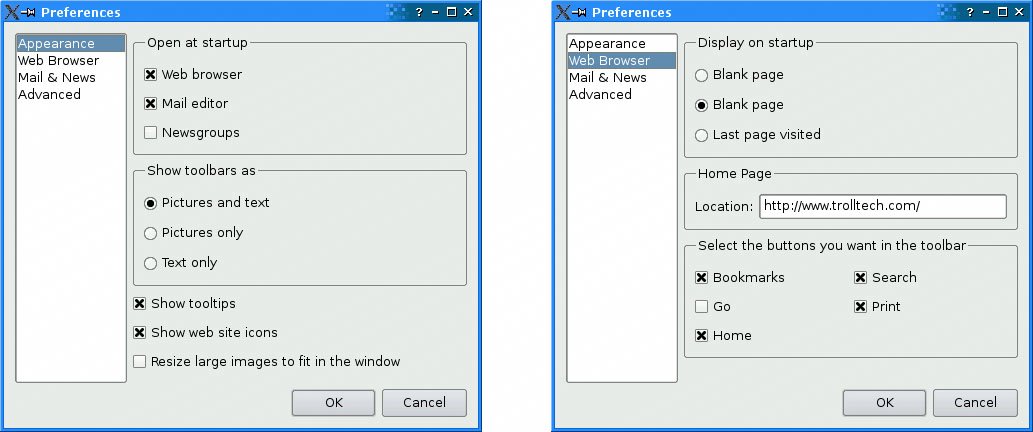 Preferences
Appearance
Web Browser
Mail & News
Advanced
Open at startup
Web browser
Mail editor
Newsgroups
Show toolbars as
Pictures and text
Pictures only
Text only
Show tooltips
Show web site icons
Resize large images to fit in the window
OK Cancel
Preferences
Appearance
Web Browser
Mail & News
Advanced
Display on startup
Blank page
Blank page
Last page visited
Home Page
Location: http://www.trolltech.com/
Select the buttons you want in the toolbar
Bookmarks Search
Go Print
Home
OK Cancel